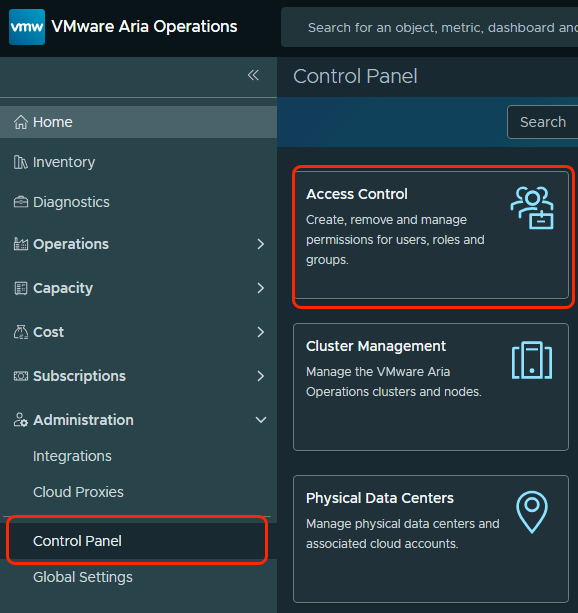 vmw VMware Aria Operations
Search for an object, metric, dashboard and
Control Panel
Search
Home
Inventory
Diagnostics
Operations
Capacity
Cost
Subscriptions
Administration
Integrations
Cloud Proxies
Control Panel
Global Settings
Access Control
Create, remove and manage
permissions for users, roles and
groups.
Cluster Management
Manage the VMware Aria
Operations clusters and nodes.
Physical Data Centers
Manage physical data centers and
associated cloud accounts.